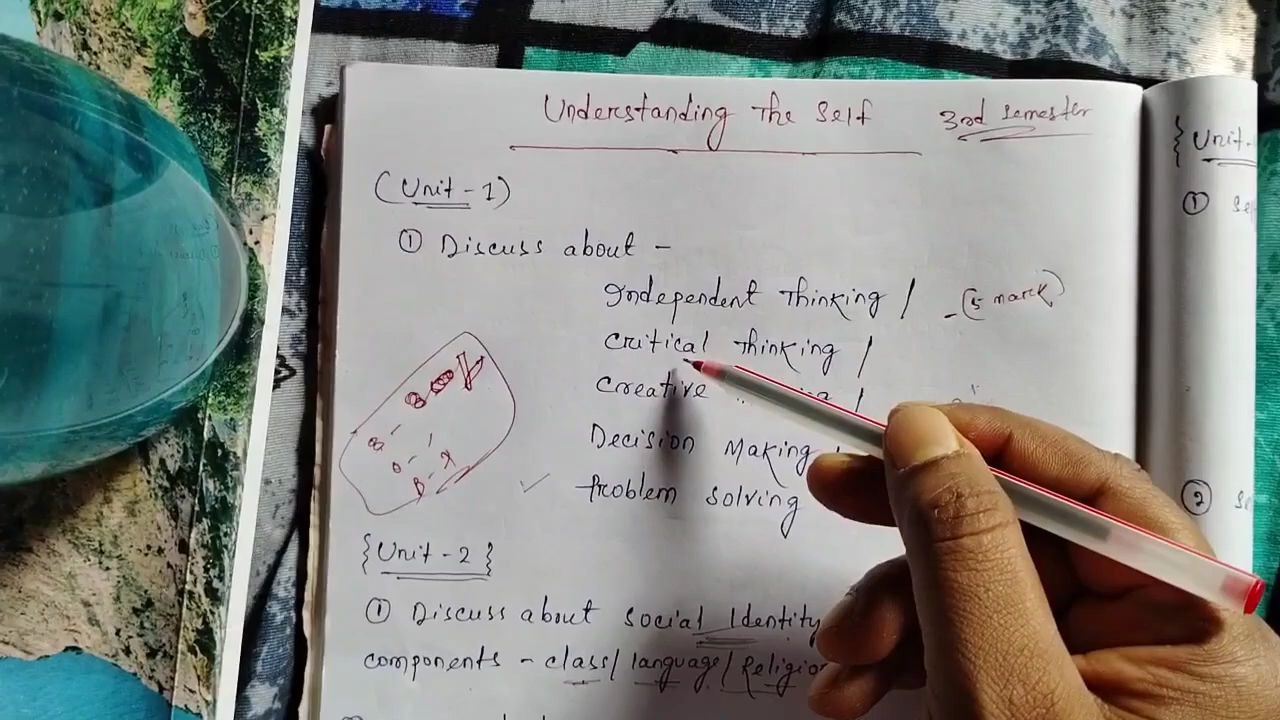 Understanding The Self 3rd semester
(Unit-1)
① Discuss about -
Independent Thinking /
- (5 mark)
Critical Thinking /
Creative
Decision Making
Problem solving
{Unit-2}
① Discuss about social Identity
components - class/ language/ Religion
{Unit-
①
②